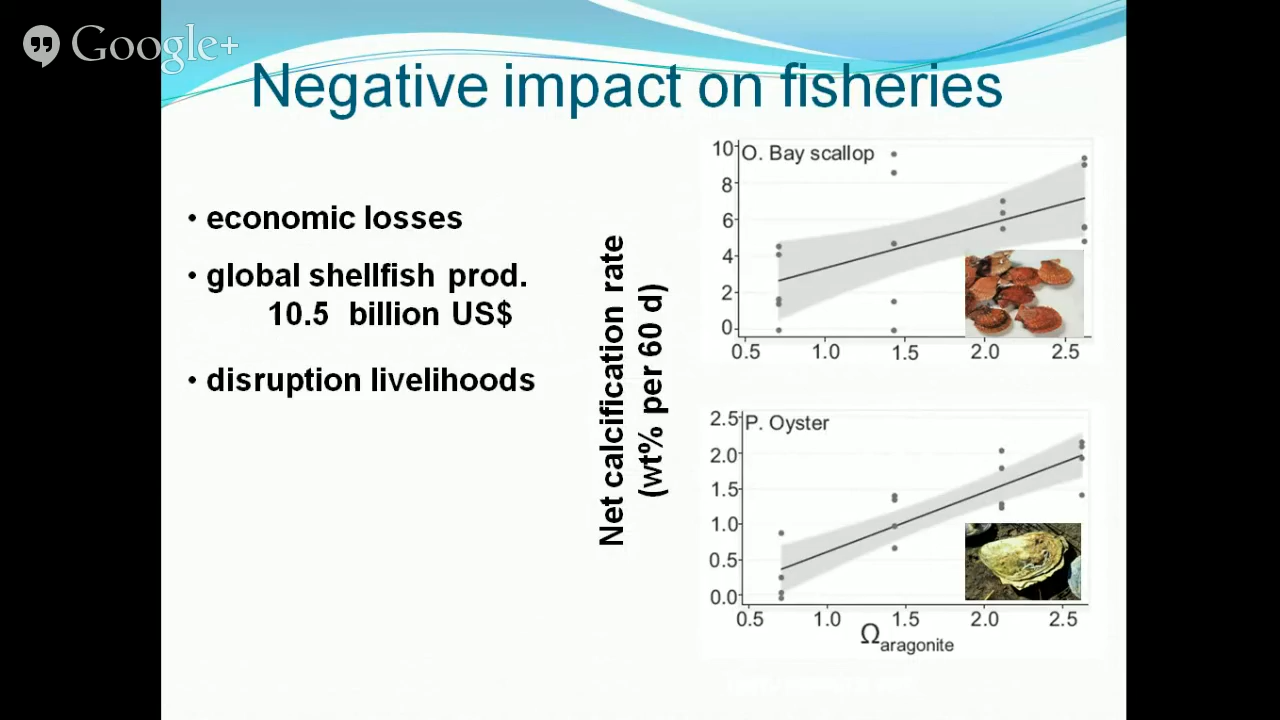 Google+
Negative impact on fisheries
• economic losses
• global shellfish prod.
10.5 billion US$
• disruption livelihoods
Net calcification rate
(wt% per 60 d)
O. Bay scallop
10
8
6
4
2
0
0.5 1.0 1.5 2.0 2.5
P. Oyster
2.5
2.0
1.5
1.0
0.5
0.0
0.5 1.0 1.5 2.0 2.5
Ωaragonite